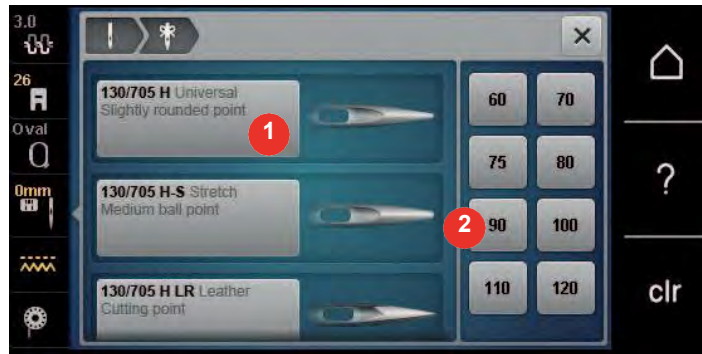 3.0
26
Oval
0mm
130/705 H Universal
Slightly rounded point
1
130/705 H-S Stretch
Medium ball point
2
130/705 H LR Leather
Cutting point
60 70
75 80
90 100
110 120
?
clr